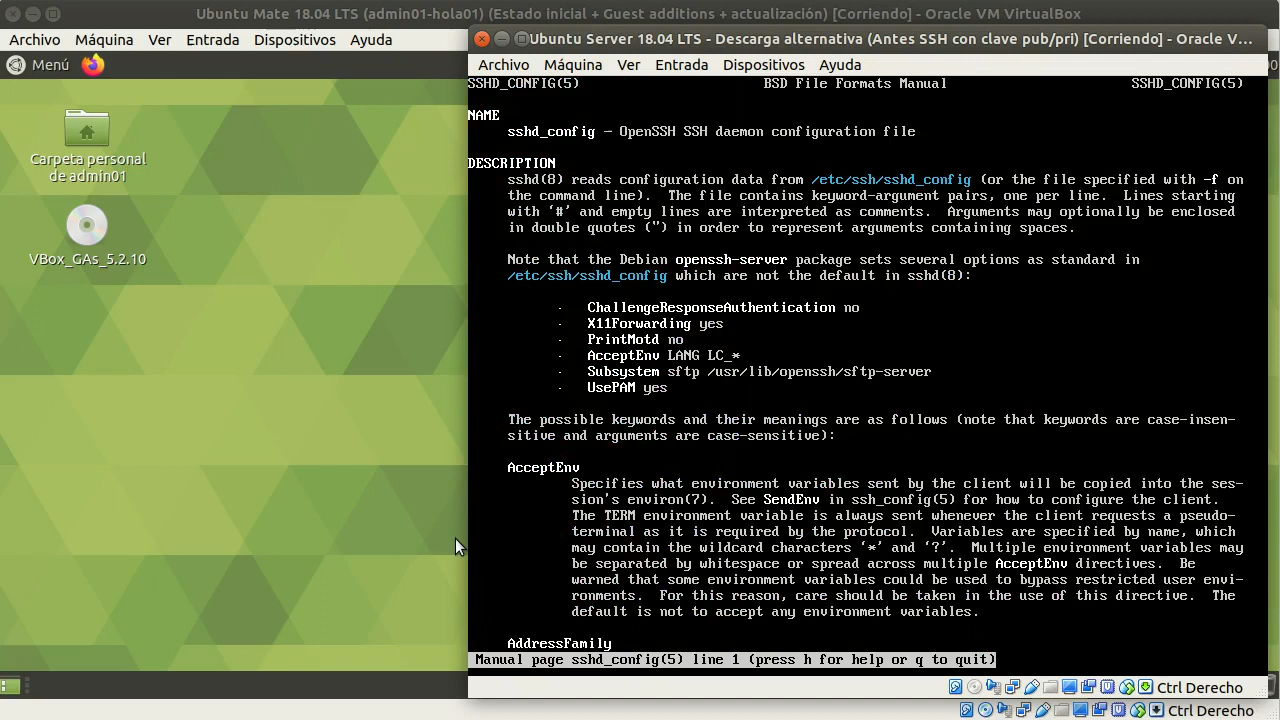 Ubuntu Mate 18.04 LTS (admin01-hola01) (Estado inicial + Guest additions + actualización) [Corriendo] - Oracle VM VirtualBox
Archivo Máquina Ver Entrada Dispositivos Ayuda
Menú
Carpeta personal
de admin01
VBox_GAs_5.2.10
Ubuntu Server 18.04 LTS - Descarga alternativa (Antes SSH con clave pub/pri) [Corriendo] - Oracle V...
Archivo Máquina Ver Entrada Dispositivos Ayuda
SSHD_CONFIG(5) BSD File Formats Manual SSHD_CONFIG(5)
NAME
sshd_config – OpenSSH SSH daemon configuration file
DESCRIPTION
sshd(8) reads configuration data from /etc/ssh/sshd_config (or the file specified with -f on
the command line). The file contains keyword-argument pairs, one per line. Lines starting
with ‘#’ and empty lines are interpreted as comments. Arguments may optionally be enclosed
in double quotes (") in order to represent arguments containing spaces.
Note that the Debian openssh-server package sets several options as standard in
/etc/ssh/sshd_config which are not the default in sshd(8):
· ChallengeResponseAuthentication no
· X11Forwarding yes
· PrintMotd no
· AcceptEnv LANG LC_*
· Subsystem sftp /usr/lib/openssh/sftp-server
· UsePAM yes
The possible keywords and their meanings are as follows (note that keywords are case-insen-
sitive and arguments are case-sensitive):
AcceptEnv
Specifies what environment variables sent by the client will be copied into the ses-
sion's environ(7). See SendEnv in ssh_config(5) for how to configure the client.
The TERM environment variable is always sent whenever the client requests a pseudo-
terminal as it is required by the protocol. Variables are specified by name, which
may contain the wildcard characters ‘*’ and ‘?’. Multiple environment variables may
be separated by whitespace or spread across multiple AcceptEnv directives. Be
warned that some environment variables could be used to bypass restricted user envi-
ronments. For this reason, care should be taken in the use of this directive. The
default is not to accept any environment variables.
AddressFamily
Manual page sshd_config(5) line 1 (press h for help or q to quit)
Ctrl Derecho
Ctrl Derecho